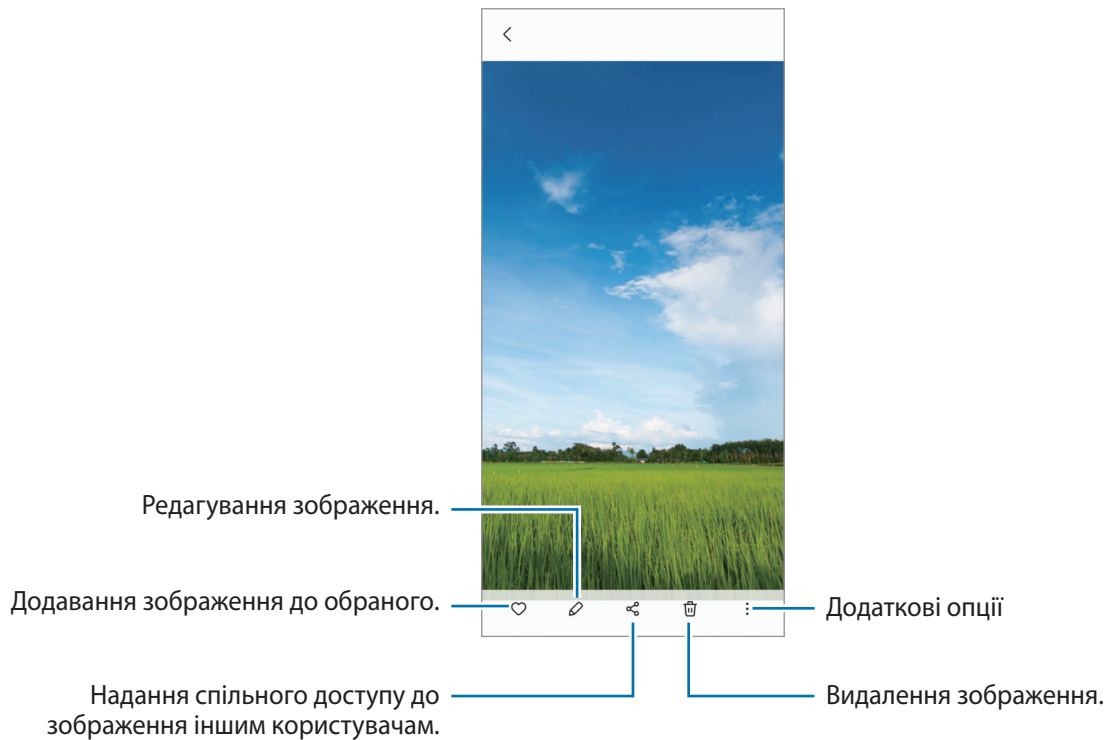 Редагування зображення.
Додавання зображення до обраного.
Додаткові опції
Надання спільного доступу до
зображення іншим користувачам.
Видалення зображення.